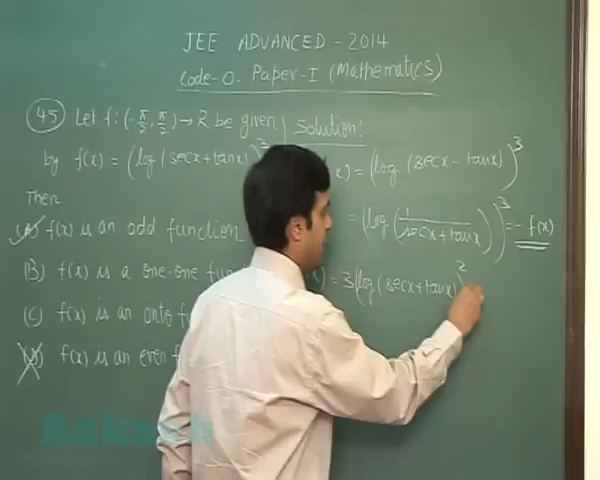 JEE ADVANCED - 2014
Code-0. Paper-I (Mathematics)
45 Let f: (-π/2, π/2) → R be given
by f(x) = (log (secx + tanx)
Then
(A) f(x) is an odd function
(B) f(x) is a one-one
(C) f(x) is an onto
f(x) is an even
Solution:
x) = (log (secx - tanx))^3
= (log (1/(secx + tanx)))^3 = - f(x)
) = 3(log (secx + tanx)^2
Aakash